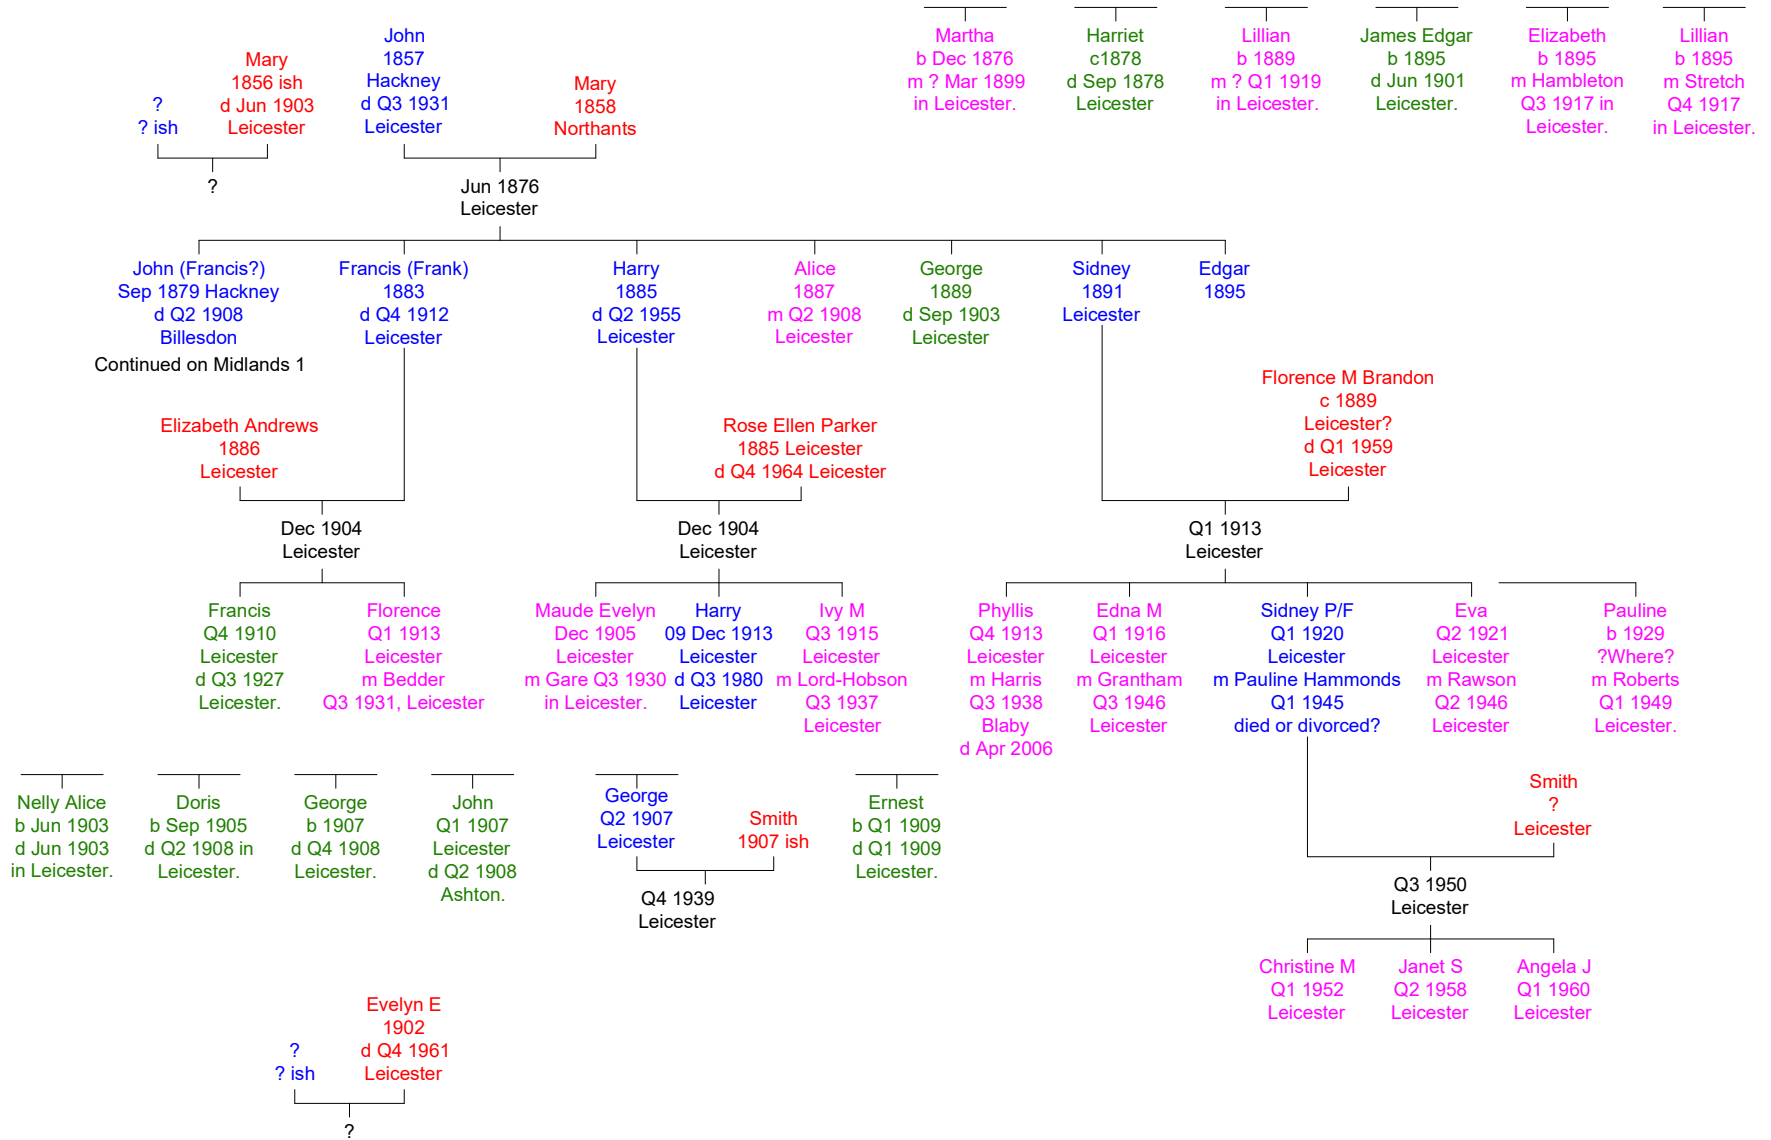 Martha
b Dec 1876
m ? Mar 1899
in Leicester.
Harriet
c1878
d Sep 1878
Leicester
Lillian
b 1889
m ? Q1 1919
in Leicester.
James Edgar
b 1895
d Jun 1901
Leicester.
Elizabeth
b 1895
m Hambleton
Q3 1917 in
Leicester.
Lillian
b 1895
m Stretch
Q4 1917
in Leicester.
?
? ish
Mary
1856 ish
d Jun 1903
Leicester
?
John
1857
Hackney
d Q3 1931
Leicester
Mary
1858
Northants
Jun 1876
Leicester
John (Francis?)
Sep 1879 Hackney
d Q2 1908
Billesdon
Continued on Midlands 1
Francis (Frank)
1883
d Q4 1912
Leicester
Harry
1885
d Q2 1955
Leicester
Alice
1887
m Q2 1908
Leicester
George
1889
d Sep 1903
Leicester
Sidney
1891
Leicester
Edgar
1895
Elizabeth Andrews
1886
Leicester
Rose Ellen Parker
1885 Leicester
d Q4 1964 Leicester
Florence M Brandon
c 1889
Leicester?
d Q1 1959
Leicester
Dec 1904
Leicester
Dec 1904
Leicester
Q1 1913
Leicester
Francis
Q4 1910
Leicester
d Q3 1927
Leicester.
Florence
Q1 1913
Leicester
m Bedder
Q3 1931, Leicester
Maude Evelyn
Dec 1905
Leicester
m Gare Q3 1930
in Leicester.
Harry
09 Dec 1913
Leicester
d Q3 1980
Leicester
Ivy M
Q3 1915
Leicester
m Lord-Hobson
Q3 1937
Leicester
Phyllis
Q4 1913
Leicester
m Harris
Q3 1938
Blaby
d Apr 2006
Edna M
Q1 1916
Leicester
m Grantham
Q3 1946
Leicester
Sidney P/F
Q1 1920
Leicester
m Pauline Hammonds
Q1 1945
died or divorced?
Eva
Q2 1921
Leicester
m Rawson
Q2 1946
Leicester
Pauline
b 1929
?Where?
m Roberts
Q1 1949
Leicester.
Nelly Alice
b Jun 1903
d Jun 1903
in Leicester.
Doris
b Sep 1905
d Q2 1908 in
Leicester.
George
b 1907
d Q4 1908
Leicester.
John
Q1 1907
Leicester
d Q2 1908
Ashton.
George
Q2 1907
Leicester
Smith
1907 ish
Q4 1939
Leicester
Ernest
b Q1 1909
d Q1 1909
Leicester.
Smith
?
Leicester
Q3 1950
Leicester
Christine M
Q1 1952
Leicester
Janet S
Q2 1958
Leicester
Angela J
Q1 1960
Leicester
?
? ish
Evelyn E
1902
d Q4 1961
Leicester
?